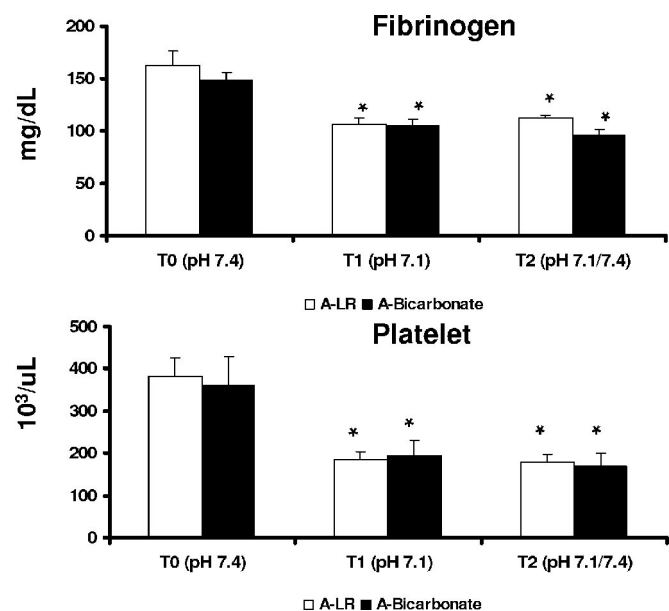 Fibrinogen
200
150
100
50
0
mg/dL
* * * *
T0 (pH 7.4) T1 (pH 7.1) T2 (pH 7.1/7.4)
A-LR A-Bicarbonate
Platelet
500
400
300
200
100
0
10³/uL
* * * *
T0 (pH 7.4) T1 (pH 7.1) T2 (pH 7.1/7.4)
A-LR A-Bicarbonate